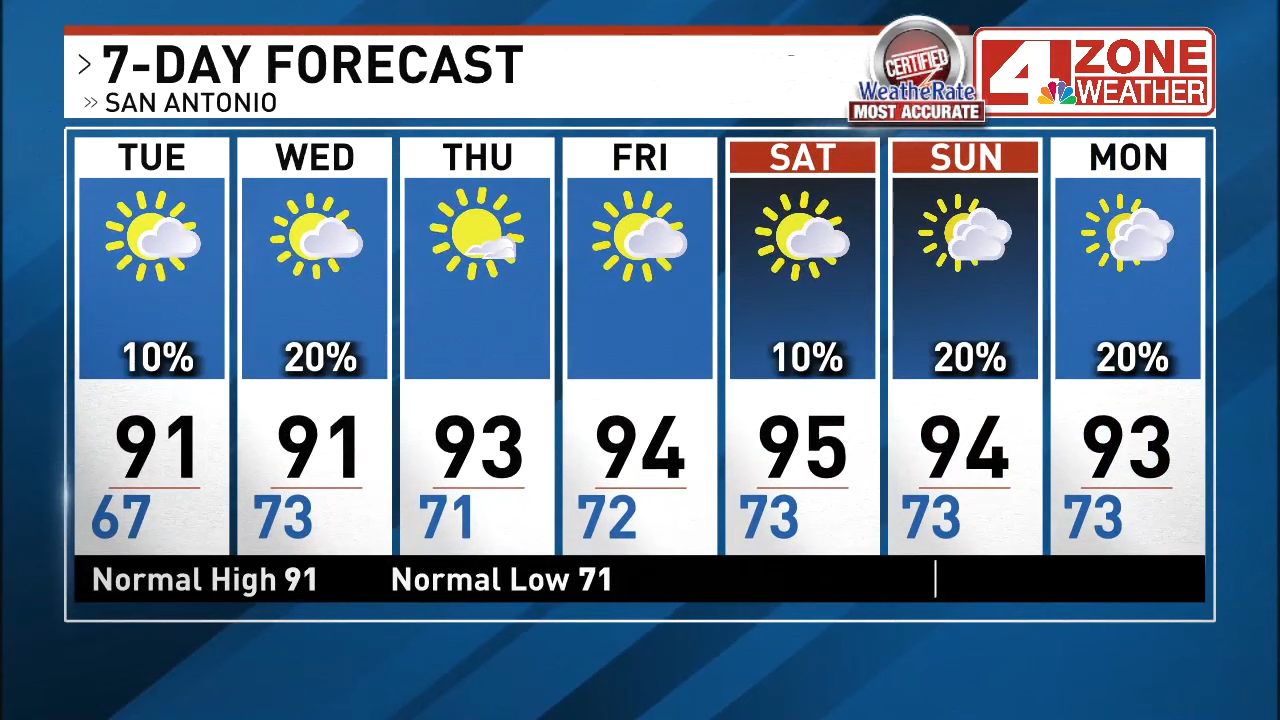 > 7-DAY FORECAST
>> SAN ANTONIO
CERTIFIED
WeatheRate
MOST ACCURATE
4 ZONE
WEATHER
TUE WED THU FRI SAT SUN MON
10% 20% 10% 20% 20%
91 91 93 94 95 94 93
67 73 71 72 73 73 73
Normal High 91 Normal Low 71